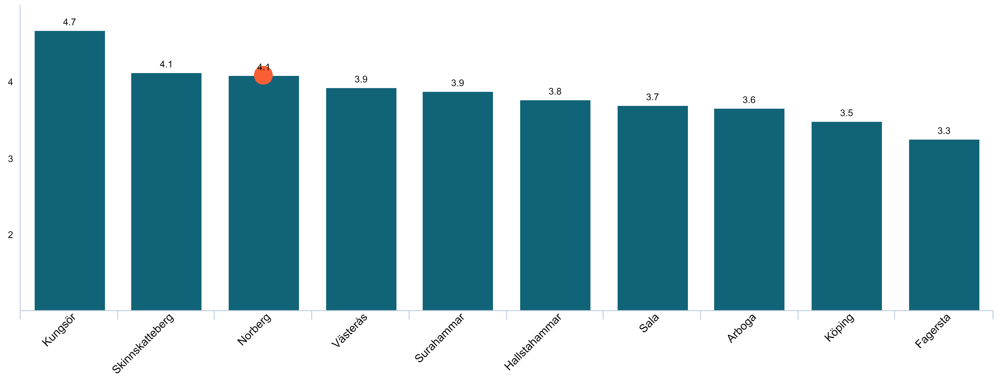 4.7
4.1
4.1
3.9
3.9
3.8
3.7
3.6
3.5
3.3
4
3
2
Kungsör
Skinnskatteberg
Norberg
Västerås
Surahammar
Hallstahammar
Sala
Arboga
Köping
Fagersta